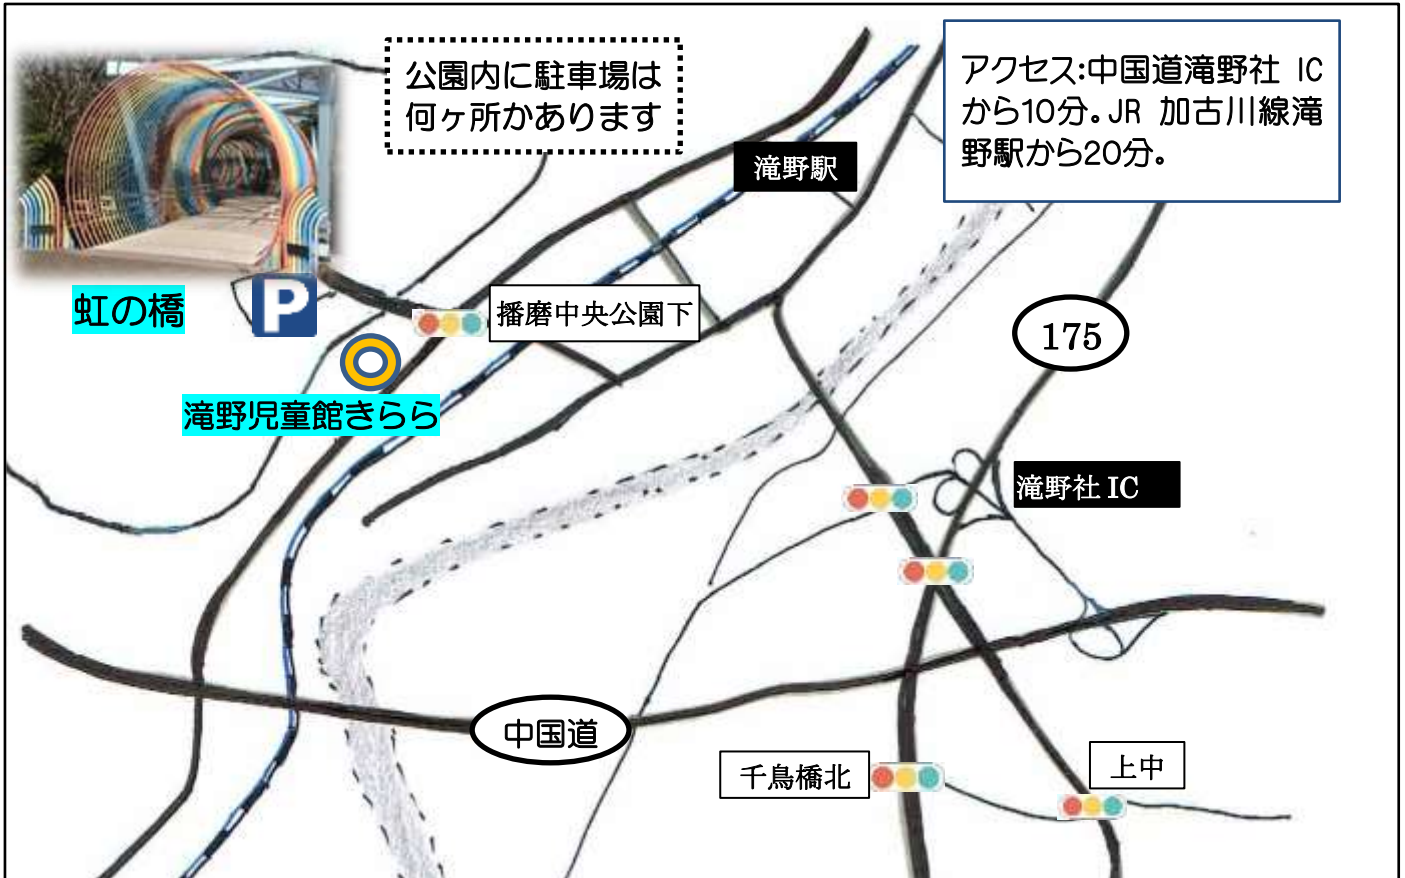 公園内に駐車場は
何ヶ所かあります
アクセス:中国道滝野社 IC
から10分。JR 加古川線滝
野駅から20分。
滝野駅
虹の橋
P
播磨中央公園下
175
滝野児童館きらら
滝野社 IC
中国道
千鳥橋北
上中